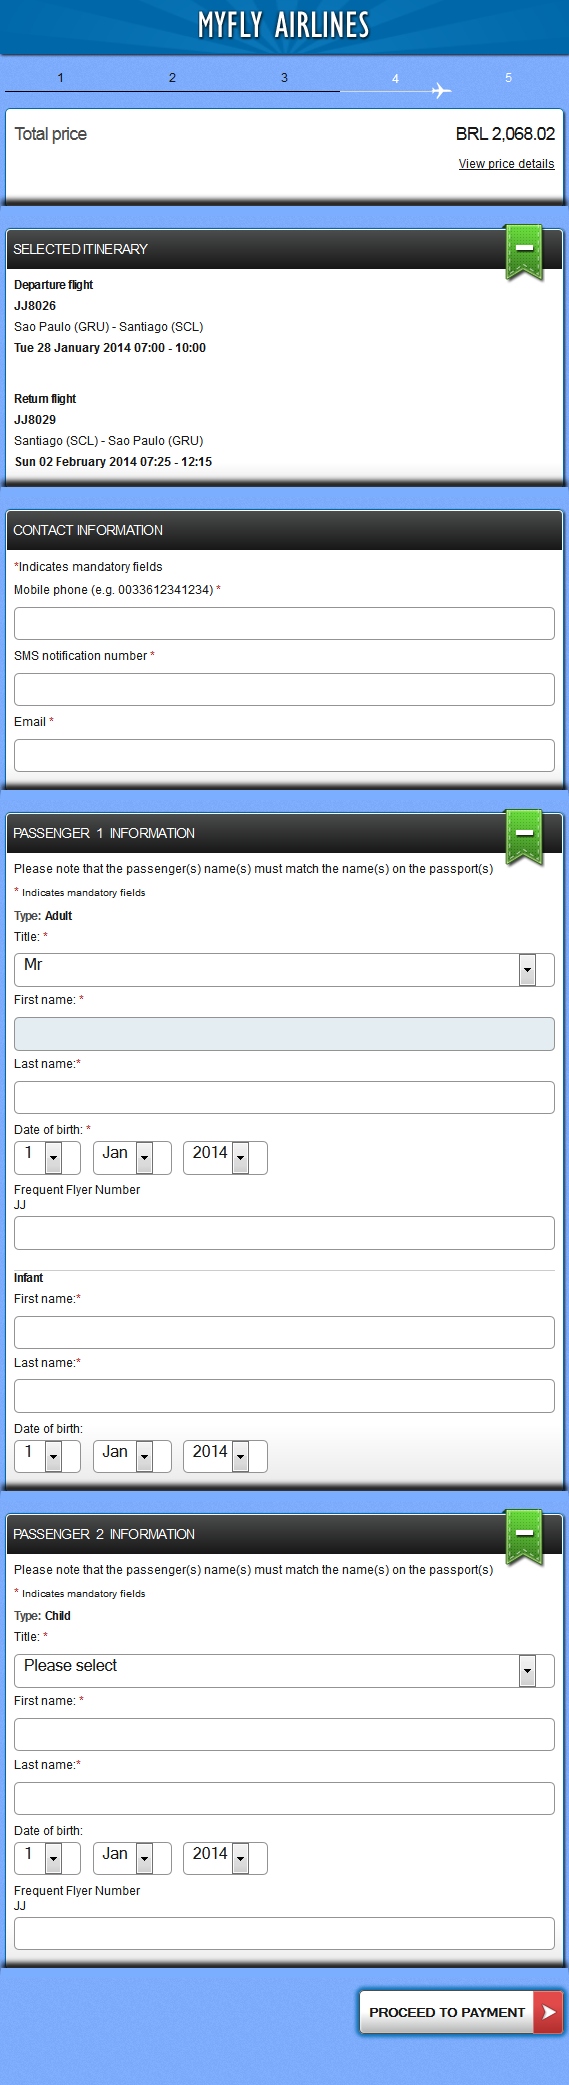 MYFLY AIRLINES
1 2 3 4 5
Total price BRL 2,068.02
View price details
SELECTED ITINERARY
Departure flight
JJ8026
Sao Paulo (GRU) - Santiago (SCL)
Tue 28 January 2014 07:00 - 10:00
Return flight
JJ8029
Santiago (SCL) - Sao Paulo (GRU)
Sun 02 February 2014 07:25 - 12:15
CONTACT INFORMATION
*Indicates mandatory fields
Mobile phone (e.g. 0033612341234) *
SMS notification number *
Email *
PASSENGER 1 INFORMATION
Please note that the passenger(s) name(s) must match the name(s) on the passport(s)
* Indicates mandatory fields
Type: Adult
Title: *
Mr
First name: *
Last name:*
Date of birth: *
1 Jan 2014
Frequent Flyer Number
JJ
Infant
First name:*
Last name:*
Date of birth:
1 Jan 2014
PASSENGER 2 INFORMATION
Please note that the passenger(s) name(s) must match the name(s) on the passport(s)
* Indicates mandatory fields
Type: Child
Title: *
Please select
First name: *
Last name:*
Date of birth:
1 Jan 2014
Frequent Flyer Number
JJ
PROCEED TO PAYMENT